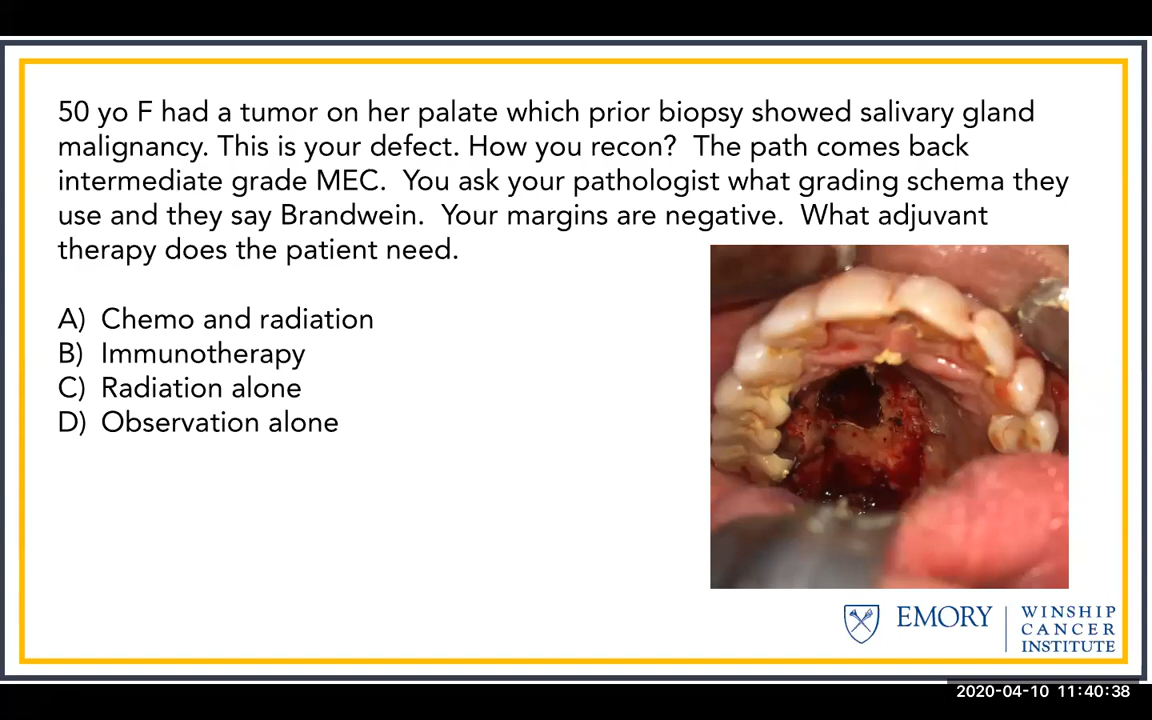 50 yo F had a tumor on her palate which prior biopsy showed salivary gland
malignancy. This is your defect. How you recon?  The path comes back
intermediate grade MEC.  You ask your pathologist what grading schema they
use and they say Brandwein.  Your margins are negative.  What adjuvant
therapy does the patient need.
A) Chemo and radiation
B) Immunotherapy
C) Radiation alone
D) Observation alone
EMORY
WINSHIP
CANCER
INSTITUTE
2020-04-10 11:40:38